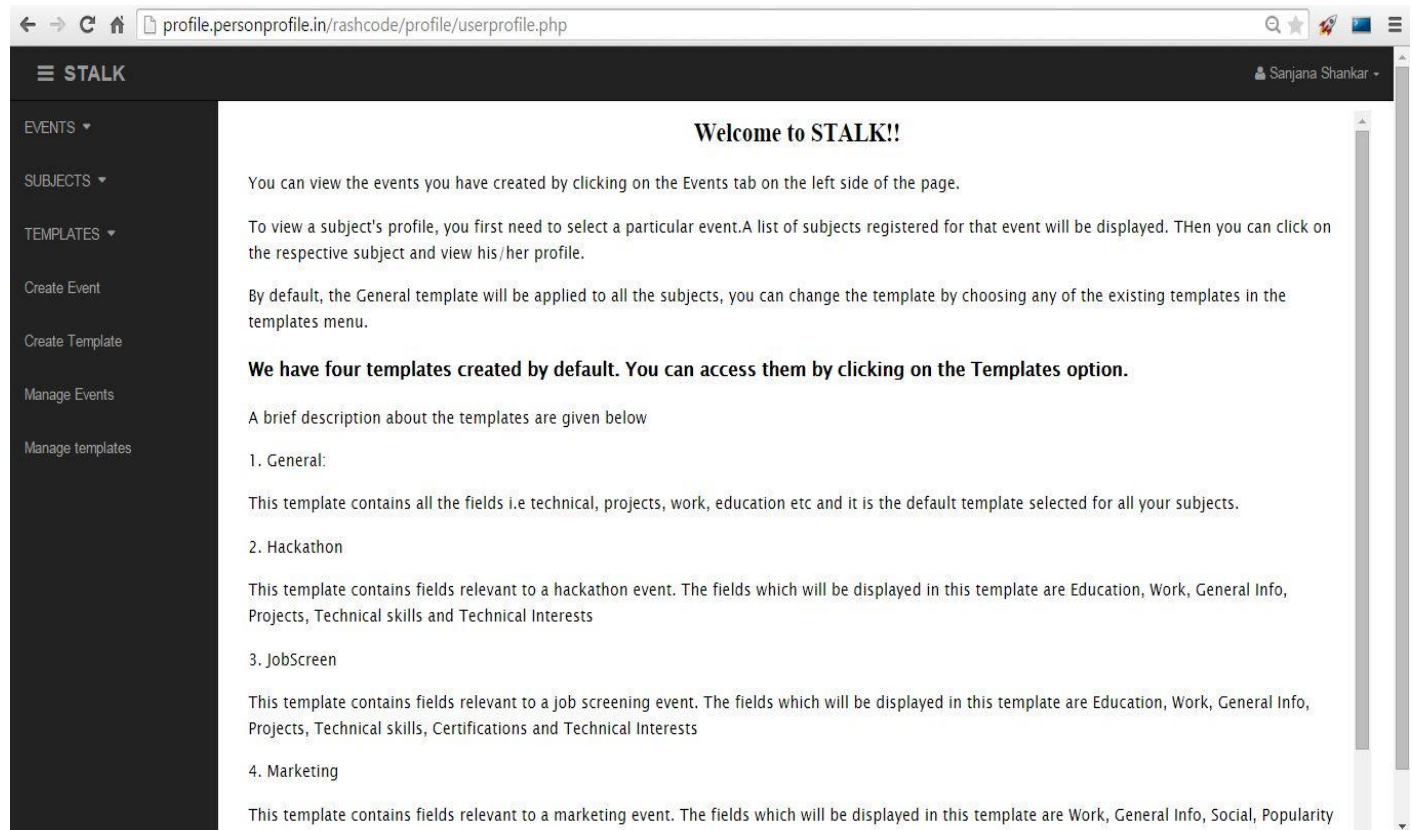 profile.personprofile.in/rashcode/profile/userprofile.php
STALK
Sanjana Shankar
EVENTS
SUBJECTS
TEMPLATES
Create Event
Create Template
Manage Events
Manage templates
Welcome to STALK!!
You can view the events you have created by clicking on the Events tab on the left side of the page.
To view a subject's profile, you first need to select a particular event.A list of subjects registered for that event will be displayed. THen you can click on
the respective subject and view his/her profile.
By default, the General template will be applied to all the subjects, you can change the template by choosing any of the existing templates in the
templates menu.
We have four templates created by default. You can access them by clicking on the Templates option.
A brief description about the templates are given below
1. General:
This template contains all the fields i.e technical, projects, work, education etc and it is the default template selected for all your subjects.
2. Hackathon
This template contains fields relevant to a hackathon event. The fields which will be displayed in this template are Education, Work, General Info,
Projects, Technical skills and Technical Interests
3. JobScreen
This template contains fields relevant to a job screening event. The fields which will be displayed in this template are Education, Work, General Info,
Projects, Technical skills, Certifications and Technical Interests
4. Marketing
This template contains fields relevant to a marketing event. The fields which will be displayed in this template are Work, General Info, Social, Popularity